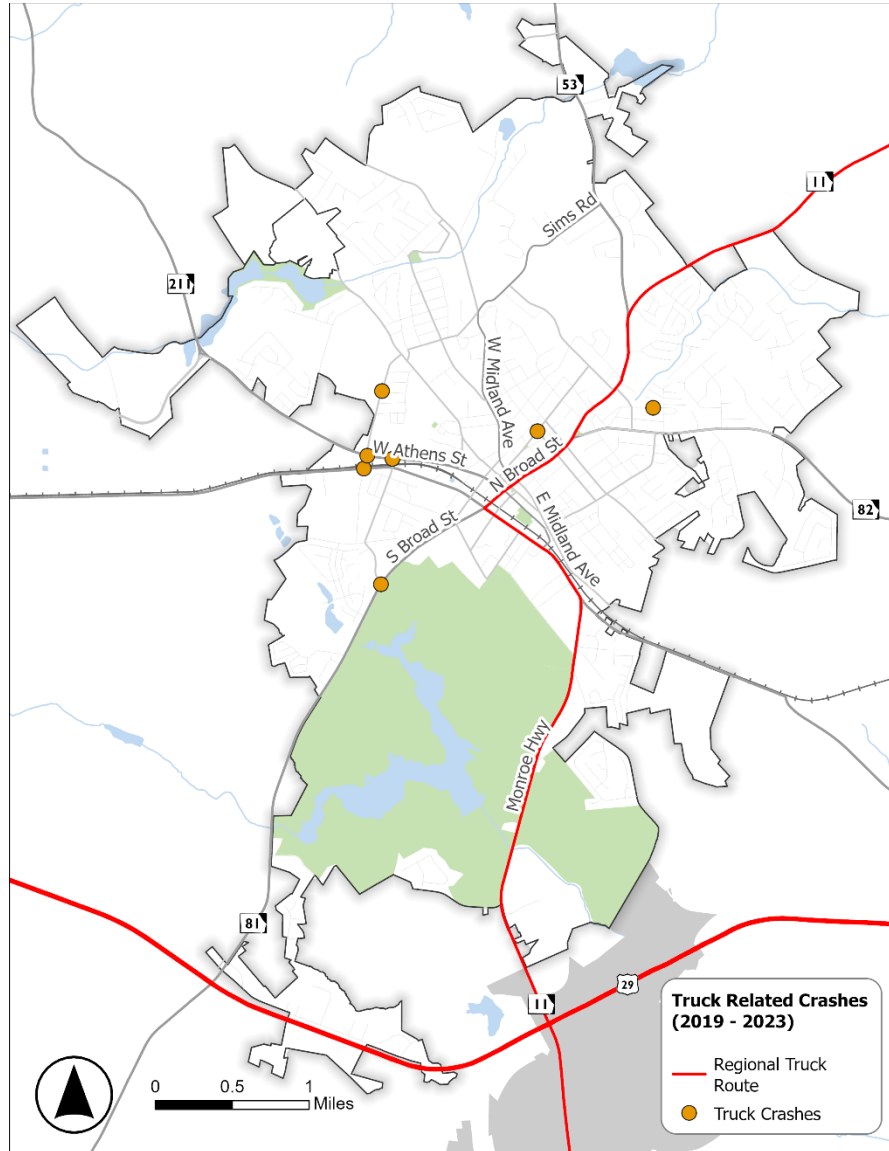 53
11
Sims Rd
211
W Midland Ave
W Athens St
N Broad St
82
E Midland Ave
S Broad St
Monroe Hwy
81
29
11
Truck Related Crashes
(2019 - 2023)
Regional Truck
Route
Truck Crashes
0 0.5 1
Miles